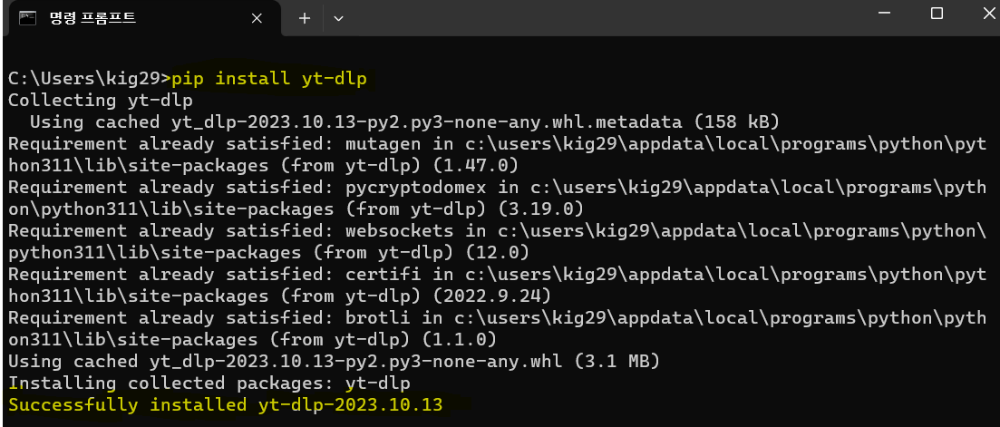 명령 프롬프트
C:\Users\kig29>pip install yt-dlp
Collecting yt-dlp
  Using cached yt_dlp-2023.10.13-py2.py3-none-any.whl.metadata (158 kB)
Requirement already satisfied: mutagen in c:\users\kig29\appdata\local\programs\python\pyt
hon311\lib\site-packages (from yt-dlp) (1.47.0)
Requirement already satisfied: pycryptodomex in c:\users\kig29\appdata\local\programs\pyth
on\python311\lib\site-packages (from yt-dlp) (3.19.0)
Requirement already satisfied: websockets in c:\users\kig29\appdata\local\programs\python\
python311\lib\site-packages (from yt-dlp) (12.0)
Requirement already satisfied: certifi in c:\users\kig29\appdata\local\programs\python\pyt
hon311\lib\site-packages (from yt-dlp) (2022.9.24)
Requirement already satisfied: brotli in c:\users\kig29\appdata\local\programs\python\pyth
on311\lib\site-packages (from yt-dlp) (1.1.0)
Using cached yt_dlp-2023.10.13-py2.py3-none-any.whl (3.1 MB)
Installing collected packages: yt-dlp
Successfully installed yt-dlp-2023.10.13